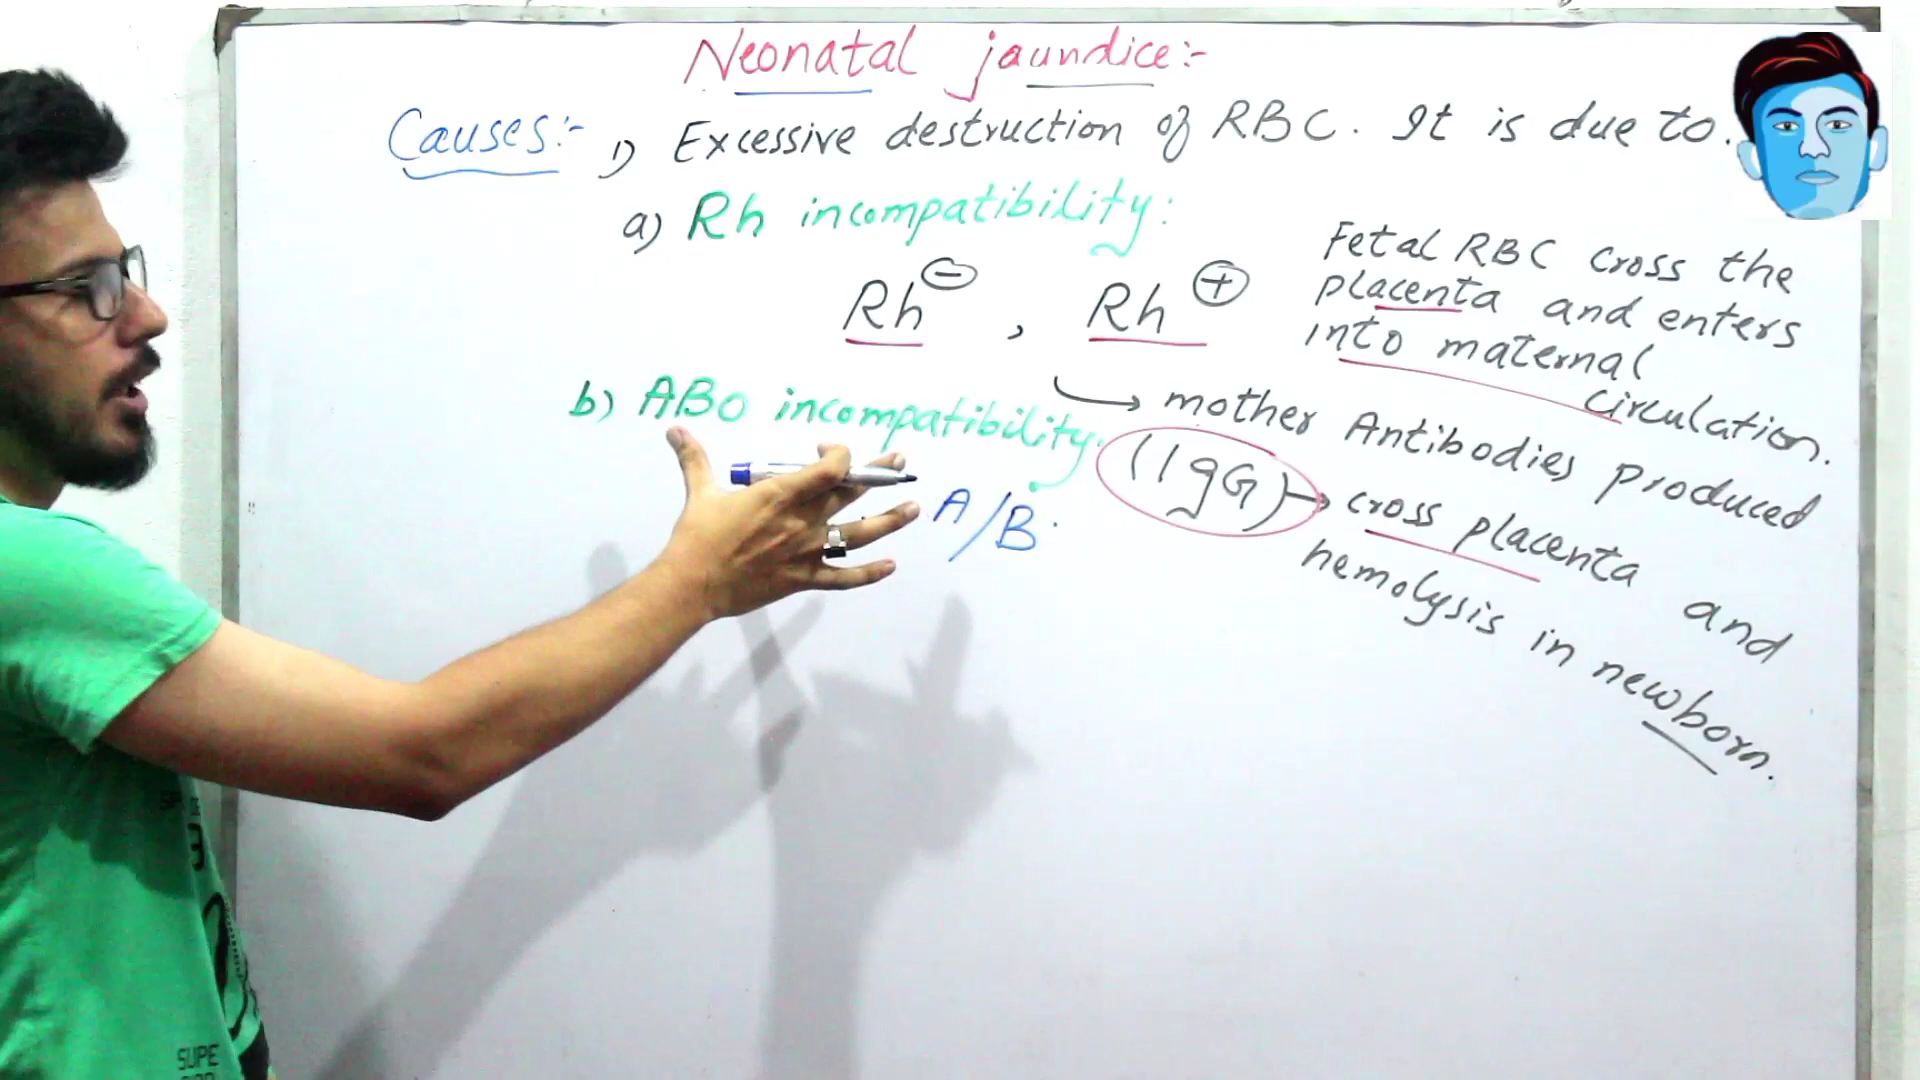 Neonatal jaundice:-
Causes:- 1) Excessive destruction of RBC. It is due to.
a) Rh incompatibility:
Rh⊖ , Rh⊕
Fetal RBC cross the
placenta and enters
into maternal
circulation.
→ mother Antibodies produced
(IgG) → cross placenta and
hemolysis in newborn.
b) ABO incompatibility:
A/B.
SUPE